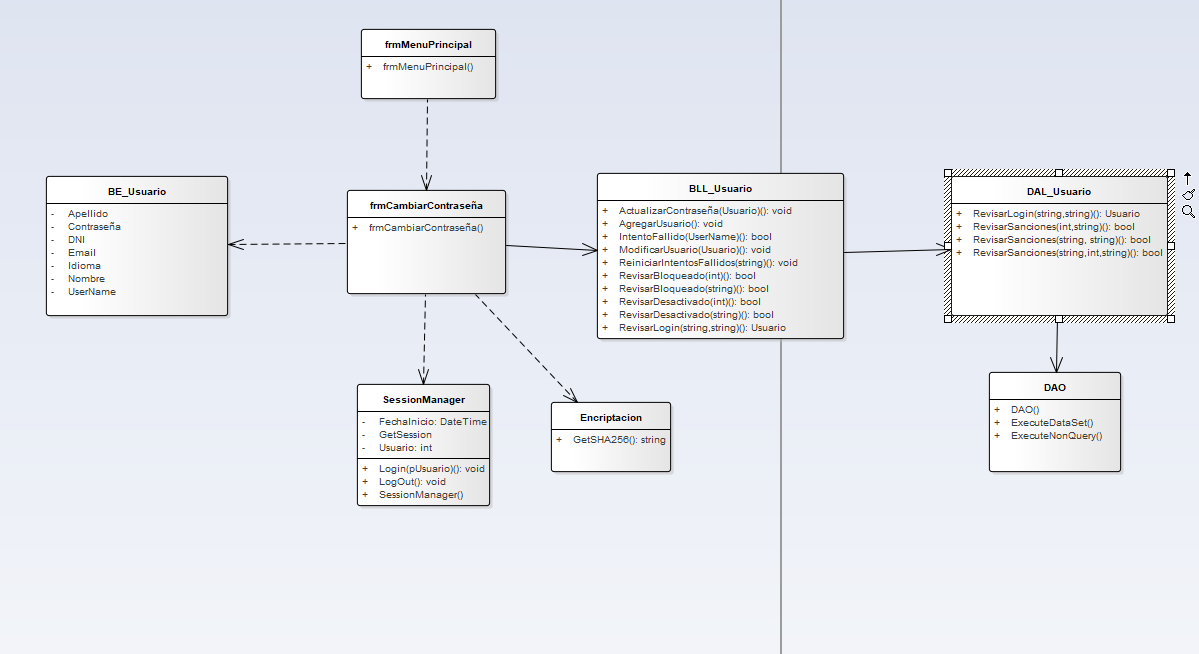 frmMenuPrincipal
+ frmMenuPrincipal()
BE_Usuario
- Apellido
- Contraseña
- DNI
- Email
- Idioma
- Nombre
- UserName
frmCambiarContraseña
+ frmCambiarContraseña()
BLL_Usuario
+ ActualizarContraseña(Usuario)(): void
+ AgregarUsuario(): void
+ IntentoFallido(UserName)(): bool
+ ModificarUsuario(Usuario)(): void
+ ReiniciarIntentosFallidos(string)(): void
+ RevisarBloqueado(int)(): bool
+ RevisarBloqueado(string)(): bool
+ RevisarDesactivado(int)(): bool
+ RevisarDesactivado(string)(): bool
+ RevisarLogin(string,string)(): Usuario
DAL_Usuario
+ RevisarLogin(string,string)(): Usuario
+ RevisarSanciones(int,string)(): bool
+ RevisarSanciones(string, string)(): bool
+ RevisarSanciones(string,int,string)(): bool
SessionManager
- FechaInicio: DateTime
- GetSession
- Usuario: int
+ Login(pUsuario)(): void
+ LogOut(): void
+ SessionManager()
Encriptacion
+ GetSHA256(): string
DAO
+ DAO()
+ ExecuteDataSet()
+ ExecuteNonQuery()